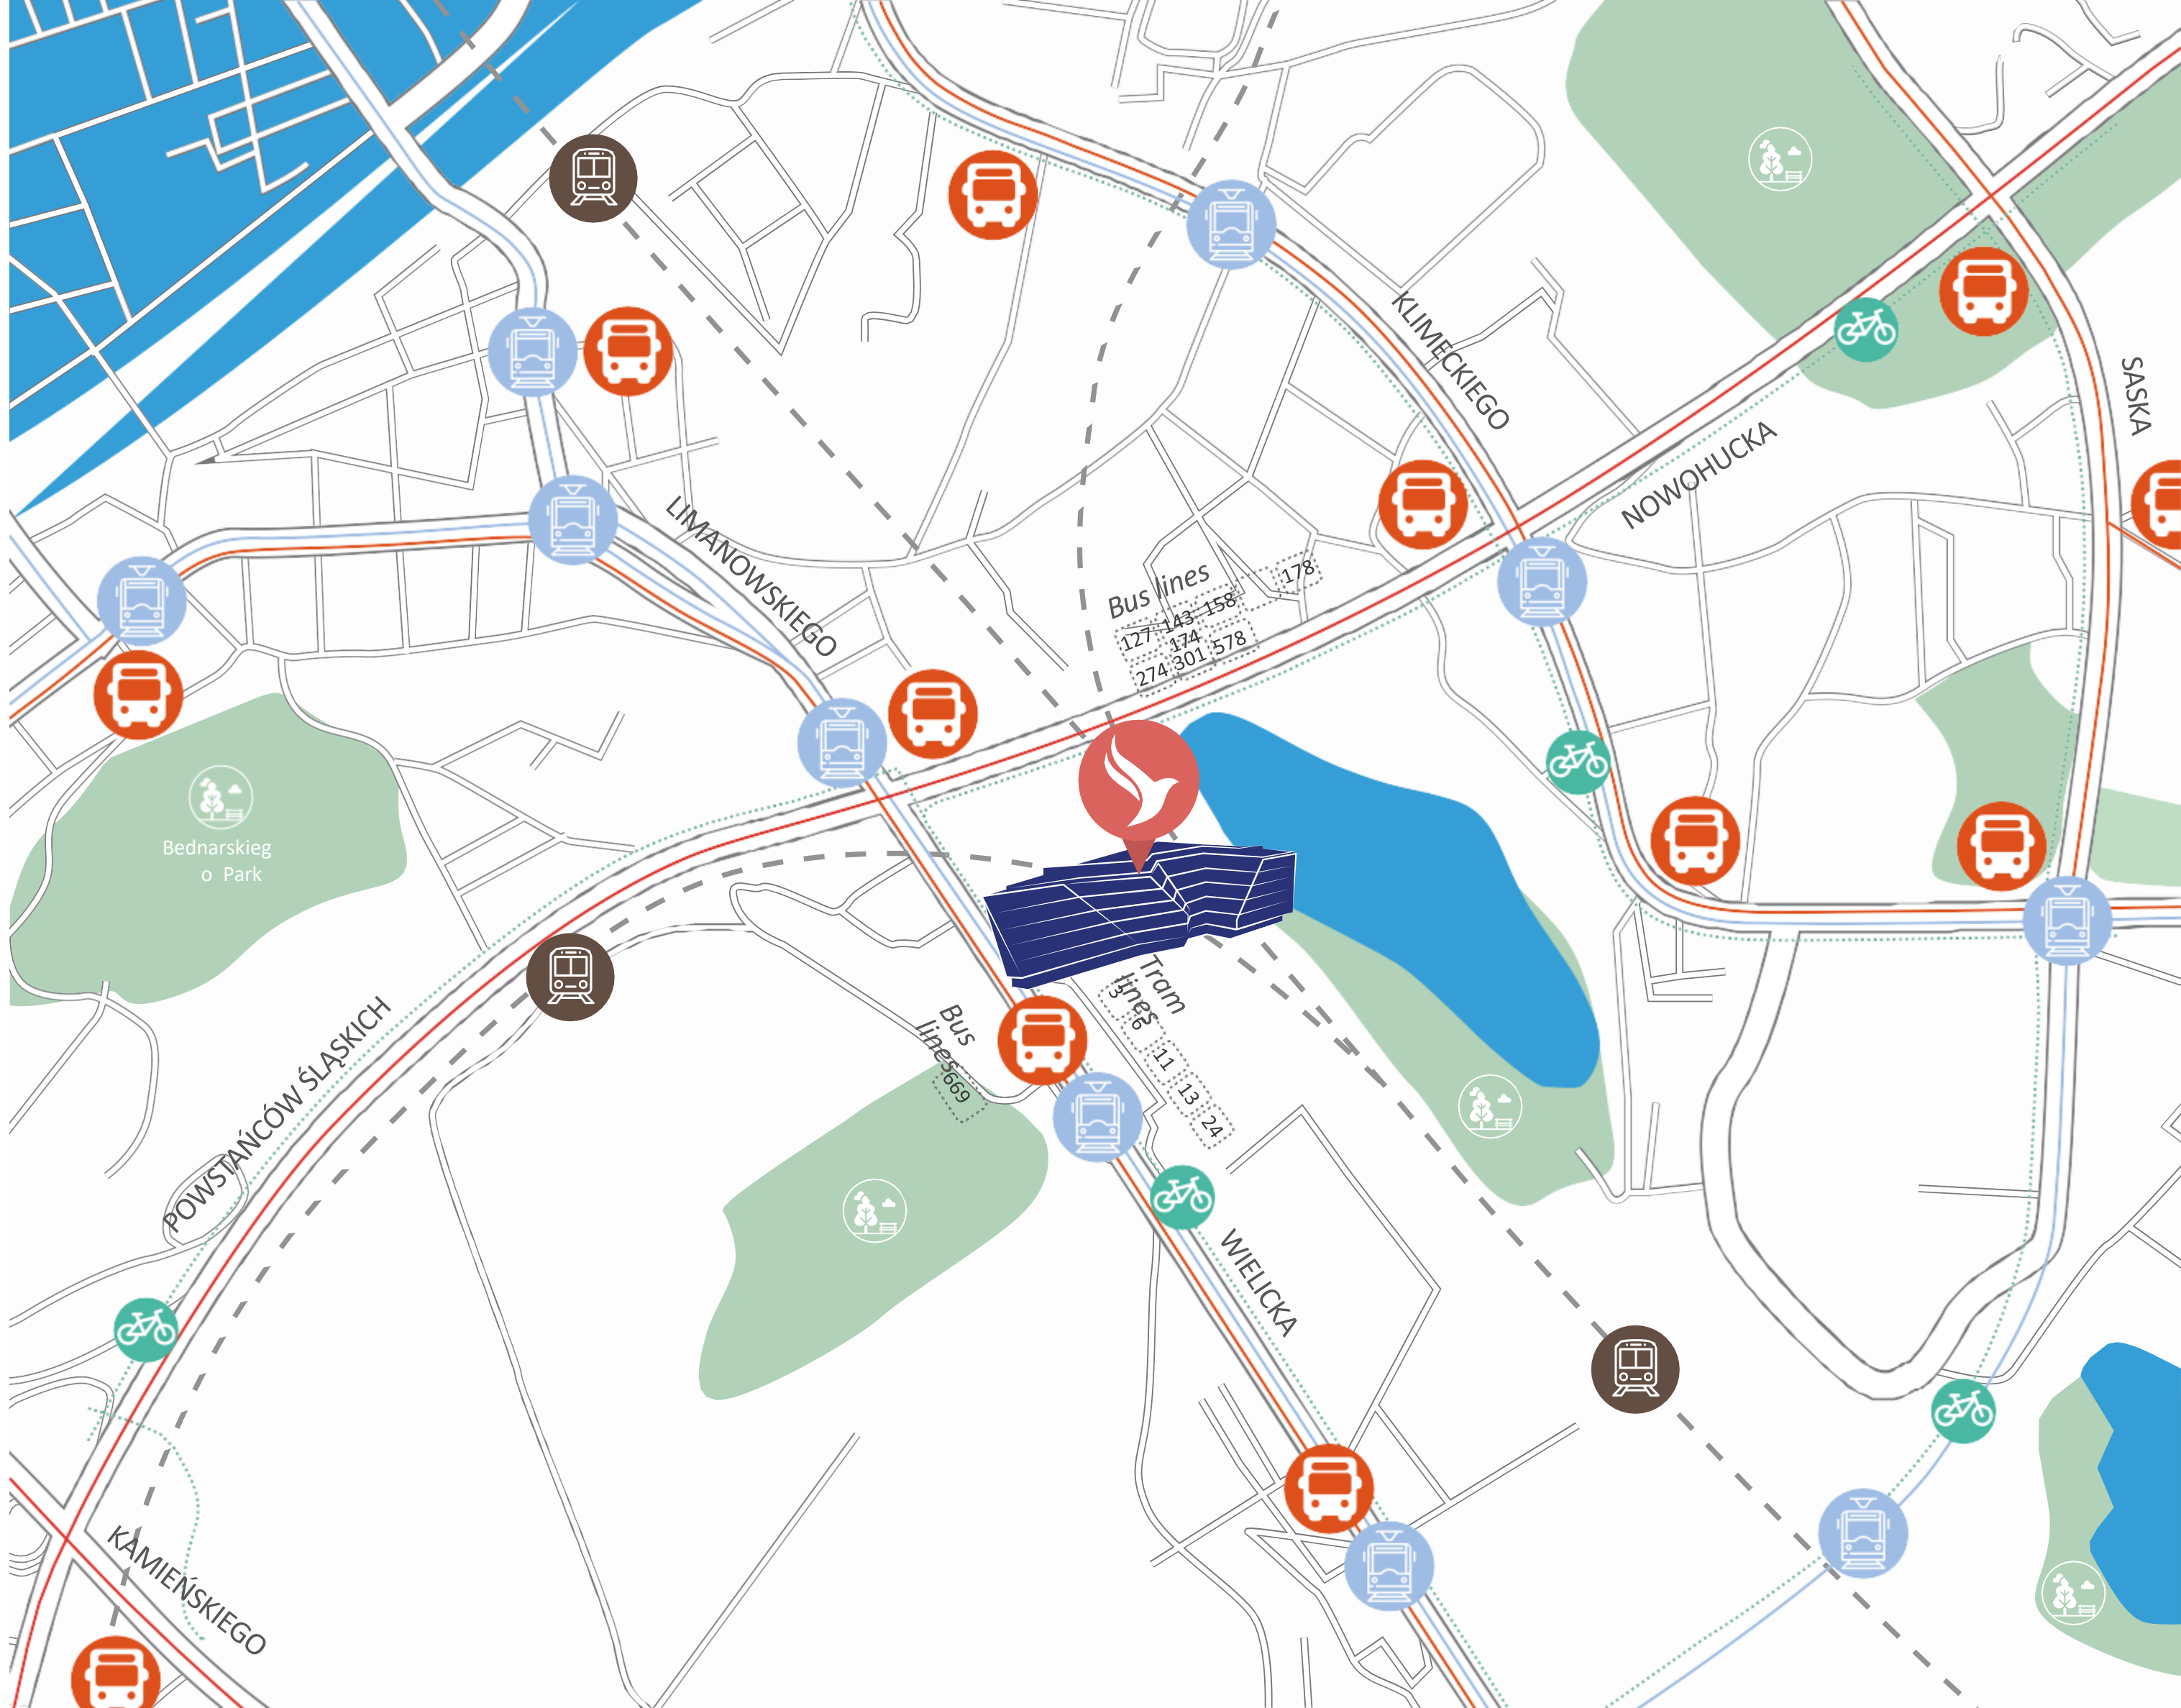 KLIMECKIEGO
SASKA
NOWOHUCKA
LIMANOWSKIEGO
Bus lines
178
127 143 158
174
274 301 578
Bednarskieg
o Park
POWSTAŃCÓW ŚLĄSKICH
Tram
lines
3
6
11
13
24
Bus
lines
669
WIELICKA
KAMIEŃSKIEGO